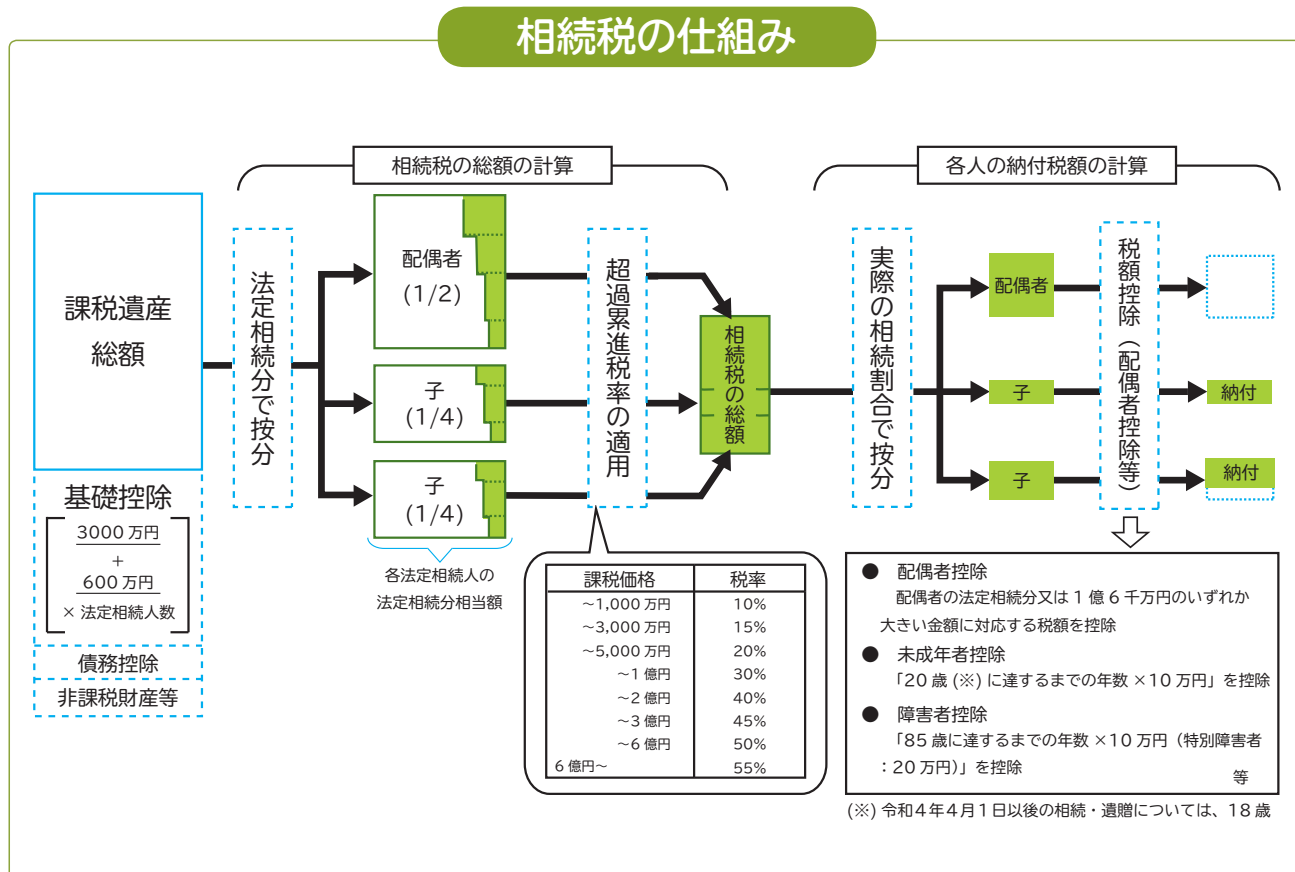 相続税の仕組み
相続税の総額の計算
各人の納付税額の計算
課税遺産
総額
基礎控除
3000 万円
+
600 万円
× 法定相続人数
債務控除
非課税財産等
法定相続分で按分
配偶者
(1/2)
子
(1/4)
子
(1/4)
各法定相続人の
法定相続分相当額
超過累進税率の適用
課税価格 税率
～1,000 万円 10%
～3,000 万円 15%
～5,000 万円 20%
～1 億円 30%
～2 億円 40%
～3 億円 45%
～6 億円 50%
6 億円～ 55%
相続税の総額
実際の相続割合で按分
配偶者
子
子
税額控除（配偶者控除等）
納付
納付
● 配偶者控除
配偶者の法定相続分又は 1 億 6 千万円のいずれか
大きい金額に対応する税額を控除
● 未成年者控除
「20 歳 (※) に達するまでの年数 ×10 万円」を控除
● 障害者控除
「85 歳に達するまでの年数 ×10 万円（特別障害者
：20 万円）」を控除
等
(※) 令和４年４月１日以後の相続・遺贈については、18 歳